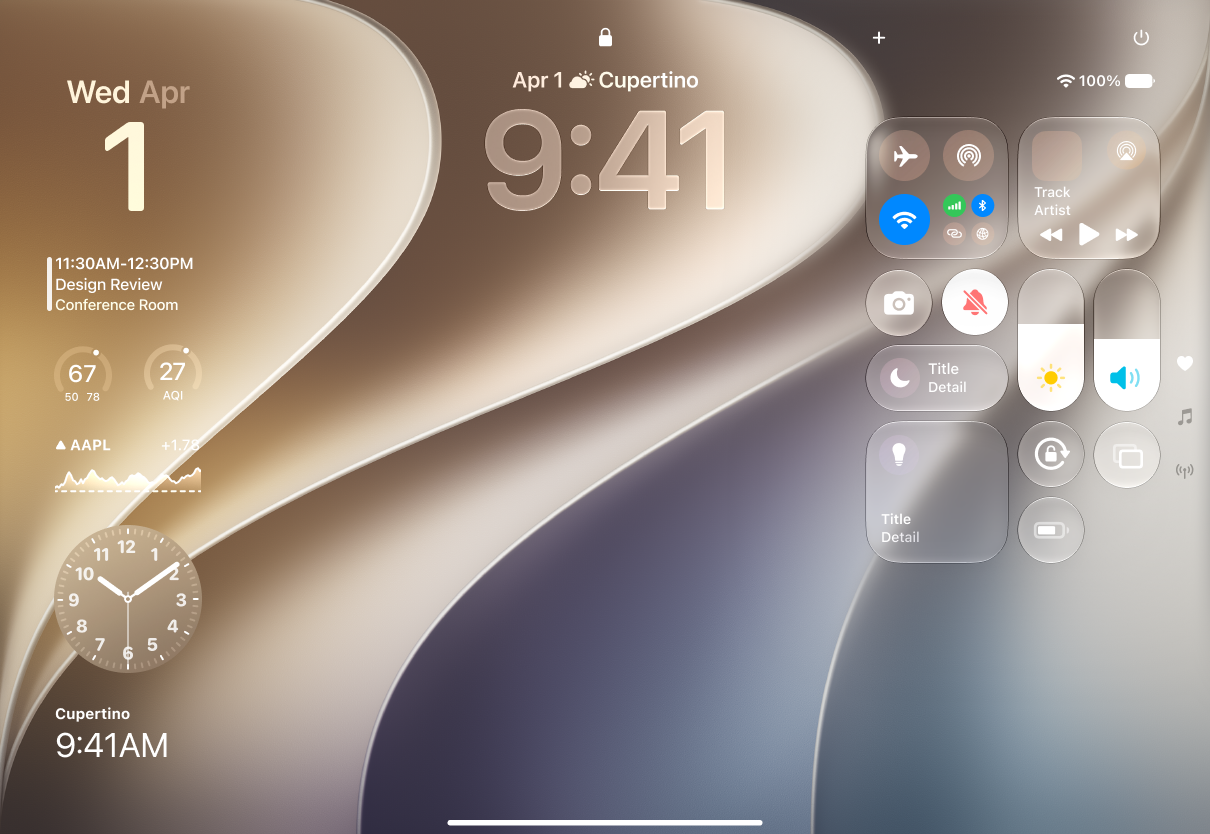 Wed Apr
1
11:30AM-12:30PM
Design Review
Conference Room
67
50 78
27
AQI
AAPL +1.78
12
1
2
3
4
5
6
7
8
9
10
11
Cupertino
9:41AM
Apr 1 Cupertino
9:41
100%
Track
Artist
Title
Detail
Title
Detail